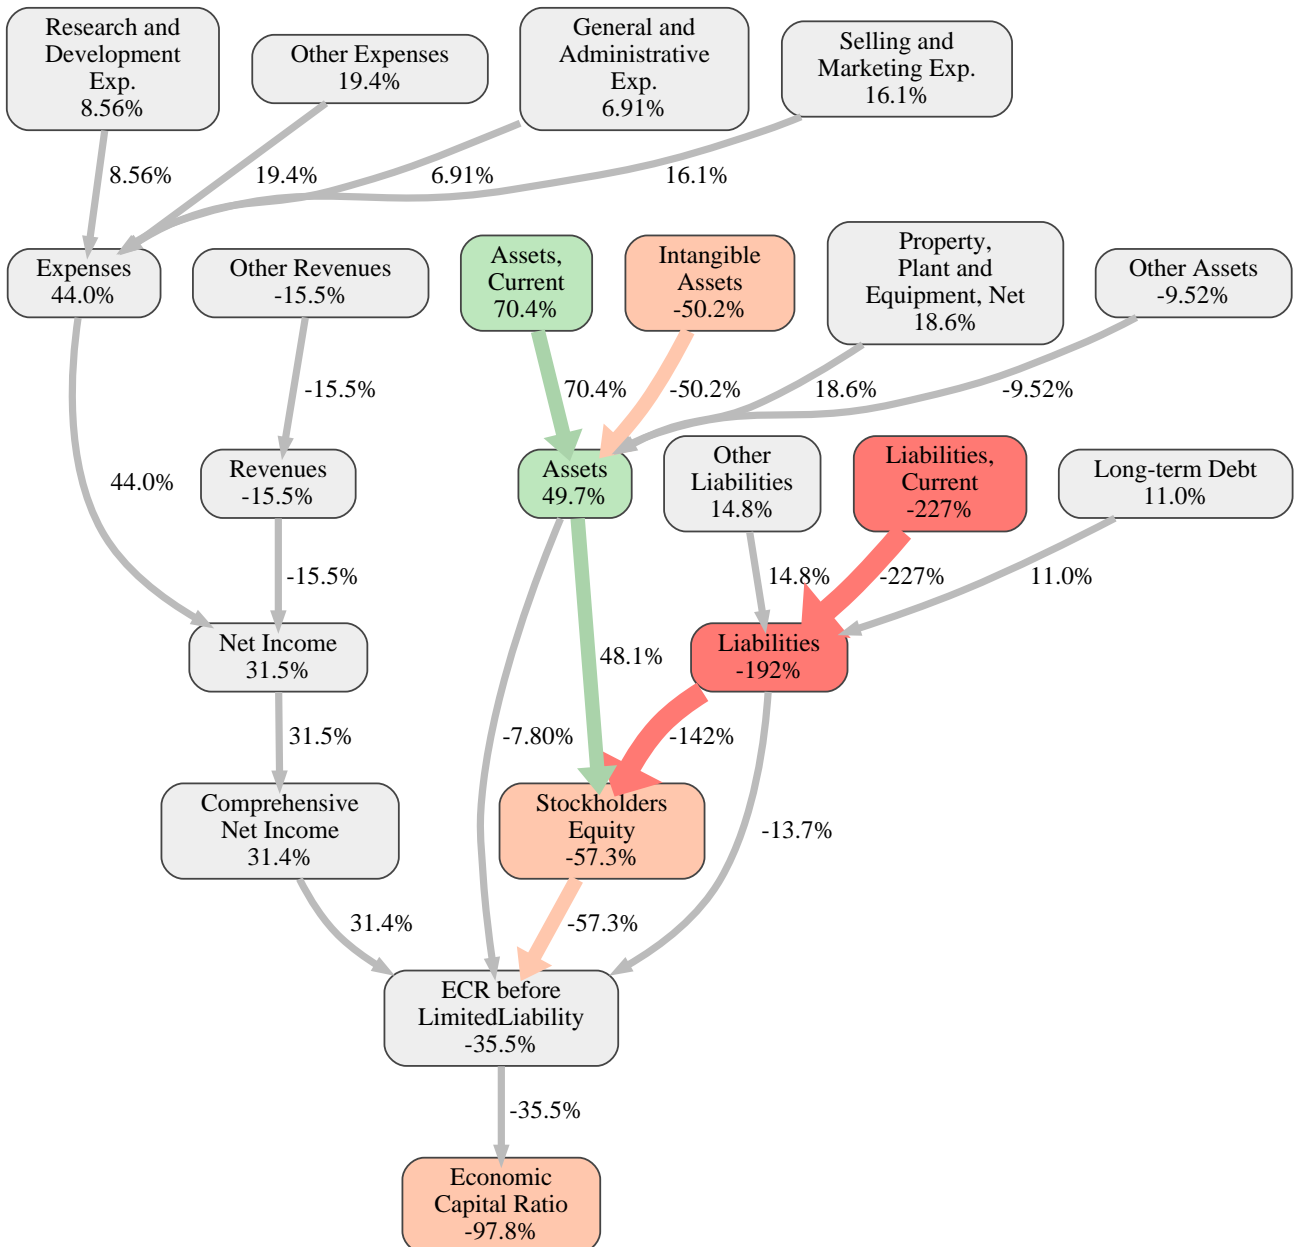 Research and
Development
Exp.
8.56%
Other Expenses
19.4%
General and
Administrative
Exp.
6.91%
Selling and
Marketing Exp.
16.1%
8.56%
19.4%
6.91%
16.1%
Expenses
44.0%
Other Revenues
-15.5%
Assets,
Current
70.4%
Intangible
Assets
-50.2%
Property,
Plant and
Equipment, Net
18.6%
Other Assets
-9.52%
-15.5%
70.4%
-50.2%
18.6%
-9.52%
44.0%
Revenues
-15.5%
Assets
49.7%
Other
Liabilities
14.8%
Liabilities,
Current
-227%
Long-term Debt
11.0%
-15.5%
14.8%
-227%
11.0%
Net Income
31.5%
48.1%
Liabilities
-192%
31.5%
-7.80%
-142%
Comprehensive
Net Income
31.4%
Stockholders
Equity
-57.3%
-13.7%
31.4%
-57.3%
ECR before
LimitedLiability
-35.5%
-35.5%
Economic
Capital Ratio
-97.8%